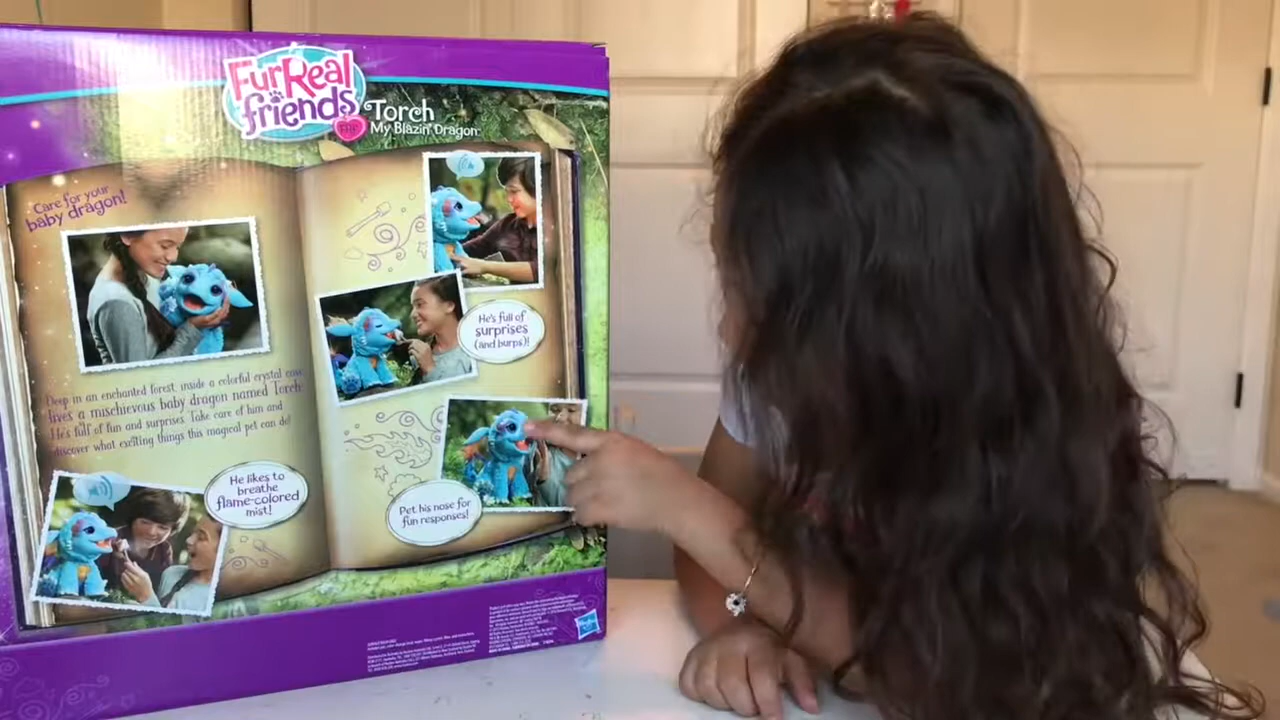 FurReal
friends
Torch
My Blazin' Dragon
Care for your
baby dragon!
Deep in an enchanted forest, inside a colorful crystal cave
lives a mischievous baby dragon named Torch.
He's full of fun and surprises. Take care of him and
discover what exciting things this magical pet can do!
He likes to
breathe
flame-colored
mist!
He's full of
surprises
(and burps)!
Pet his nose for
fun responses!
Hasbro